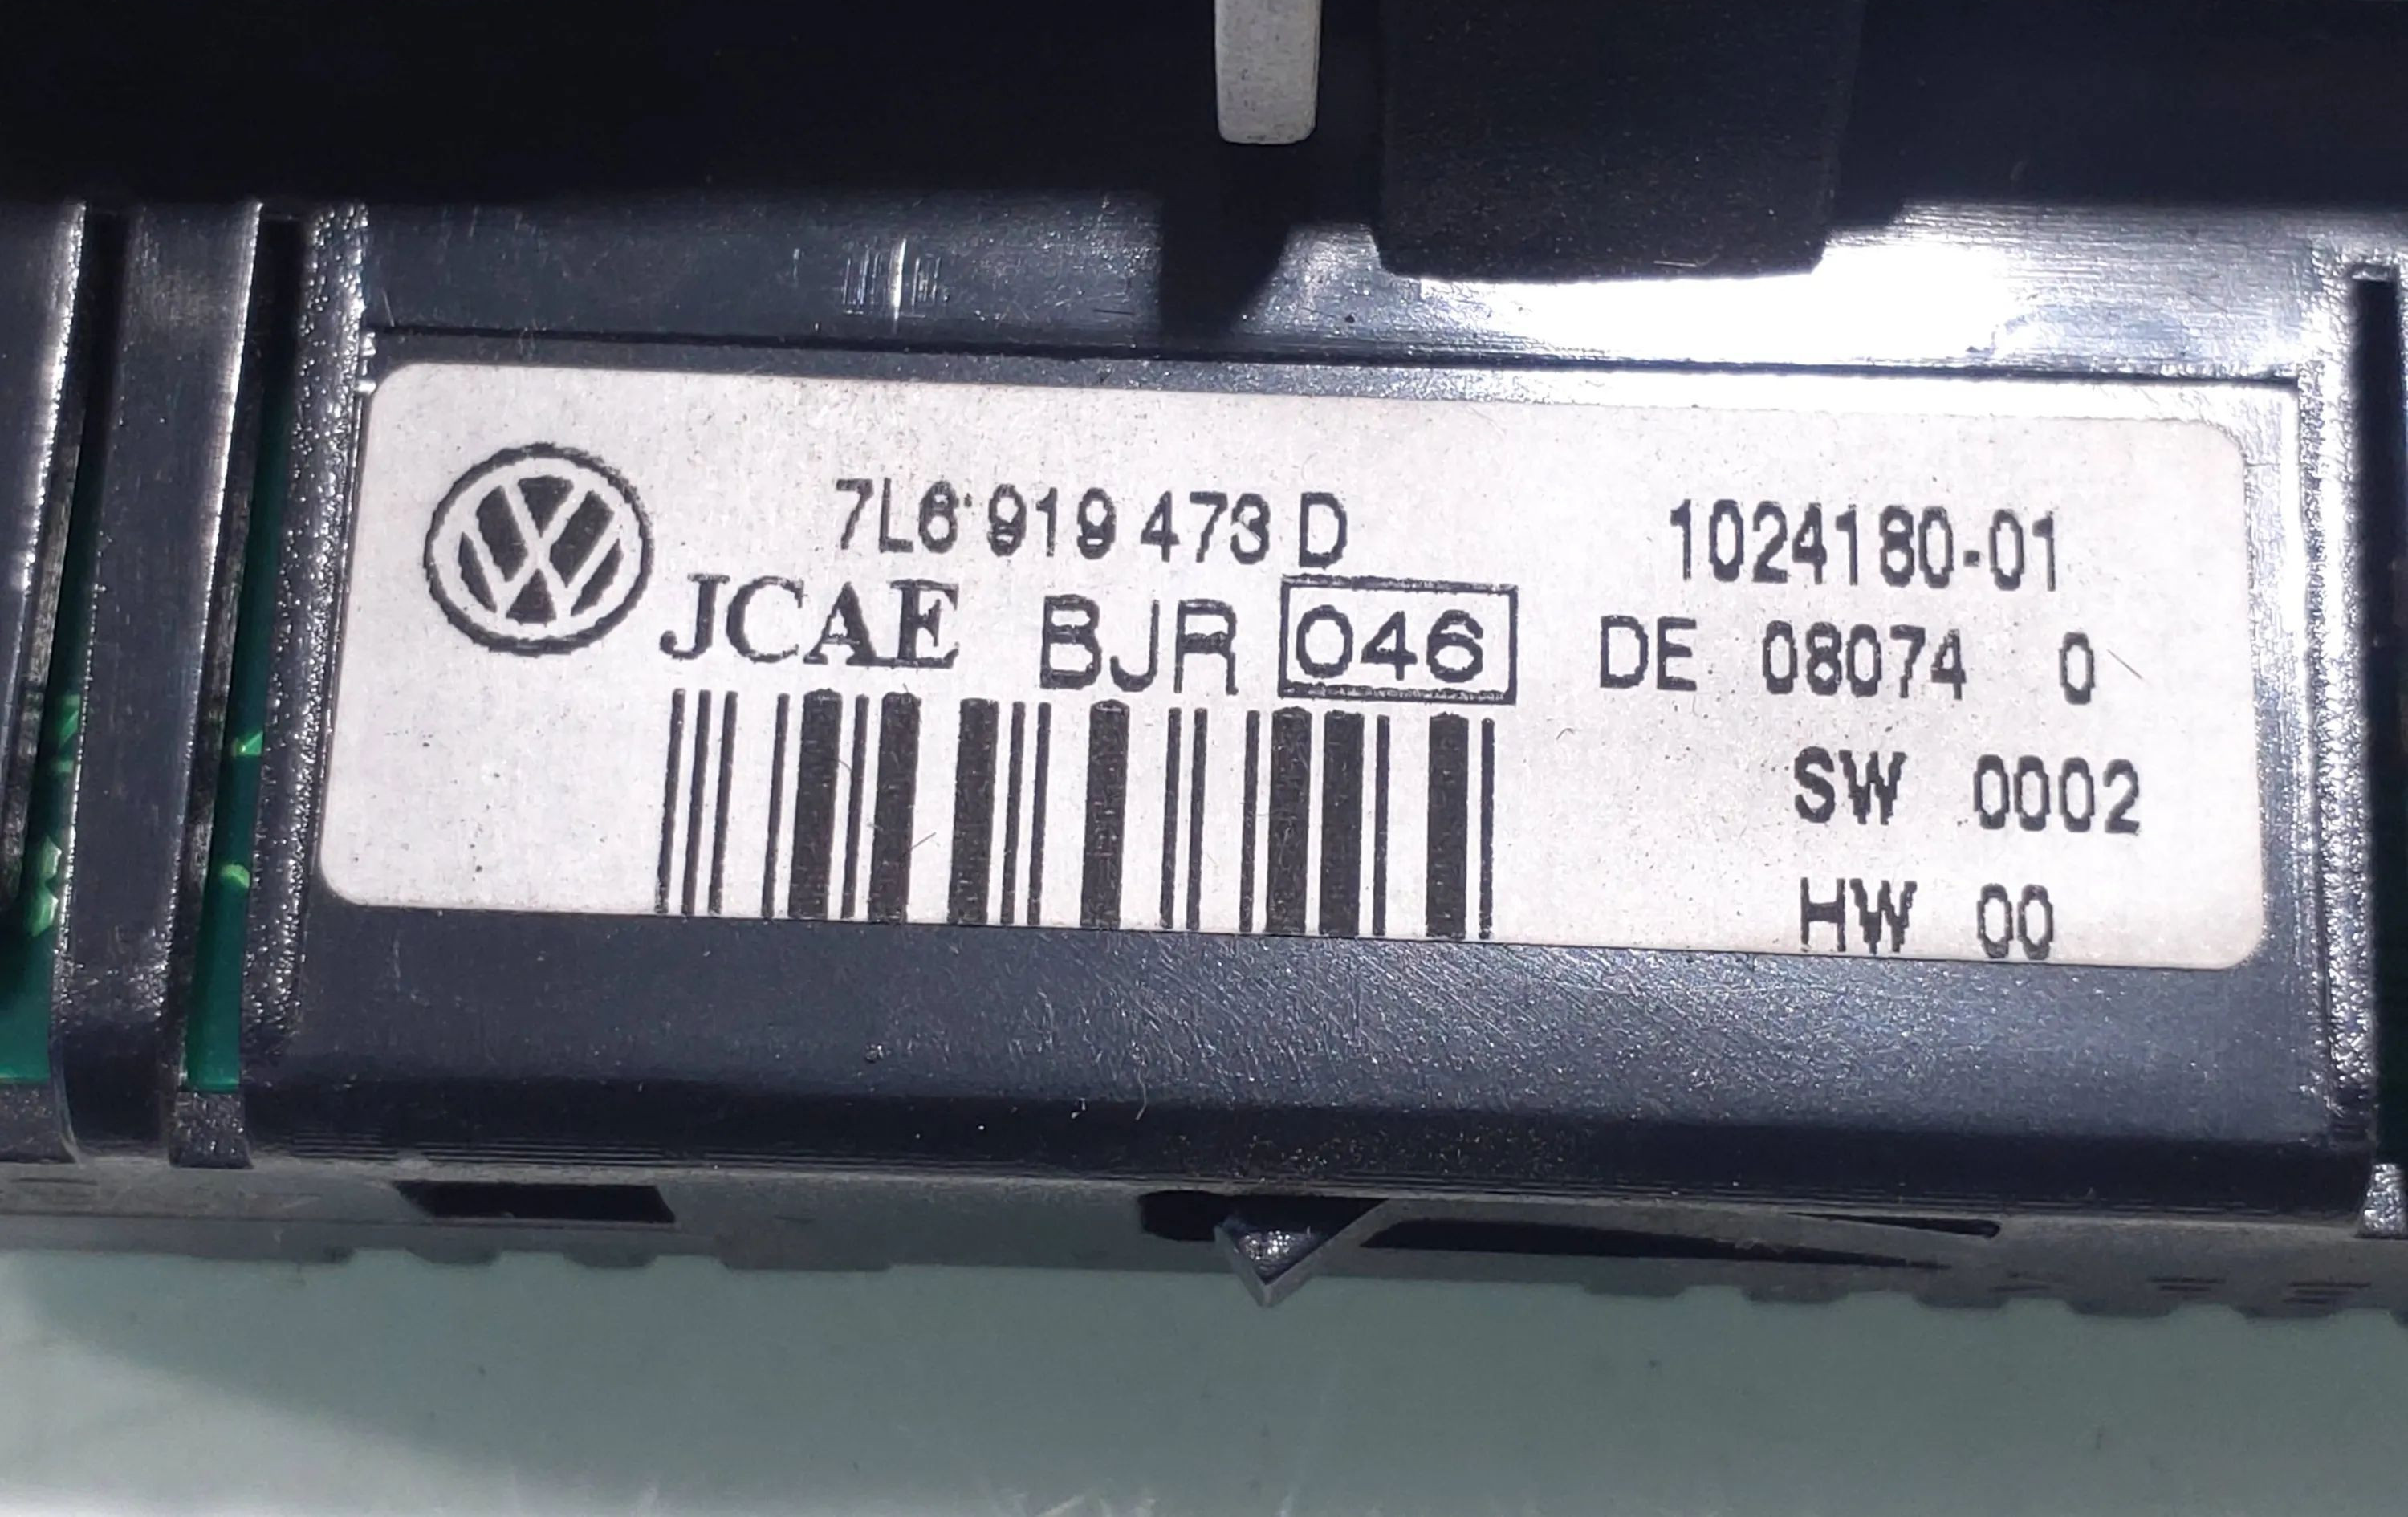 7L6 919 473 D
JCAE BJR 046
1024180-01
DE 08074 0
SW 0002
HW 00